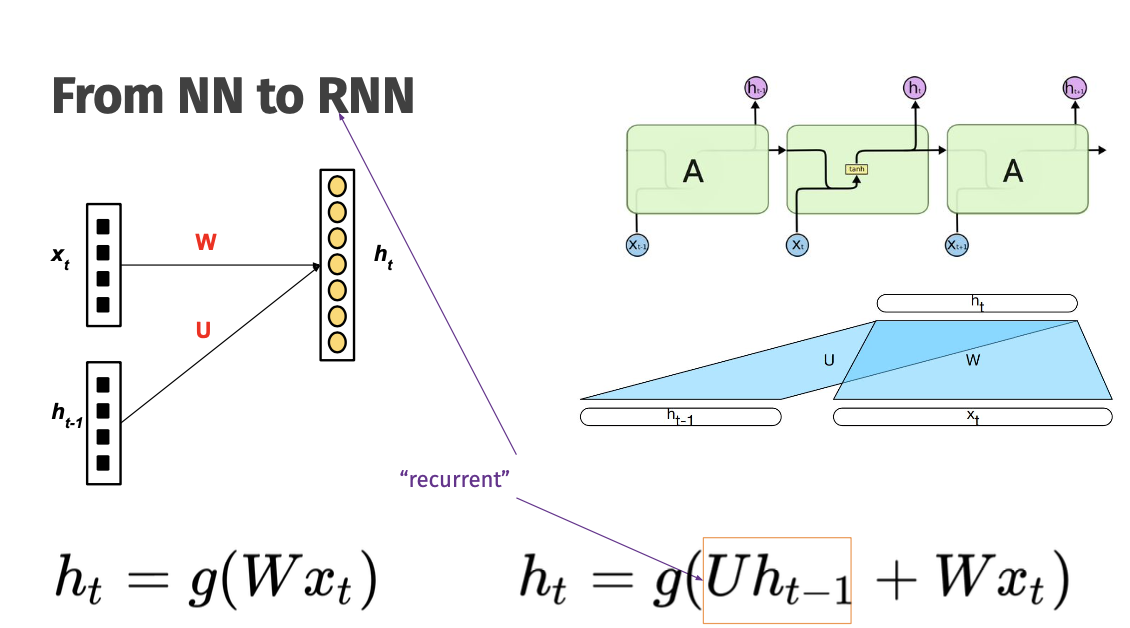 From NN to RNN
x_t
W
h_t
U
h_{t-1}
h_{t-1}
h_t
h_{t+1}
A
tanh
A
x_{t-1}
x_t
x_{t+1}
h_t
U
W
h_{t-1}
x_t
“recurrent”
h_t = g(Wx_t)
h_t = g(Uh_{t-1} + Wx_t)